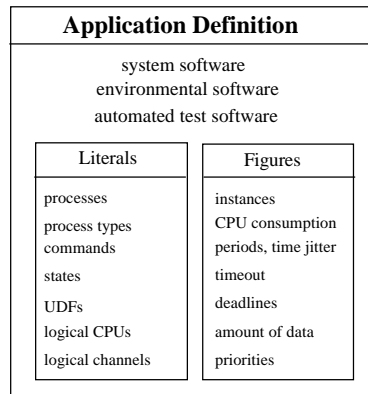 Application Definition
system software
environmental software
automated test software
Literals
processes
process types
commands
states
UDFs
logical CPUs
logical channels
Figures
instances
CPU consumption
periods, time jitter
timeout
deadlines
amount of data
priorities